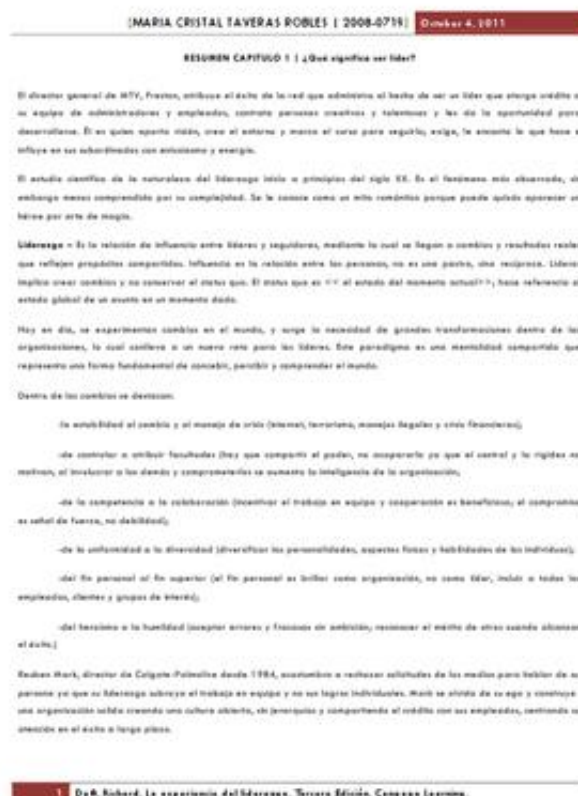 [MARIA CRISTAL TAVERAS ROBLES | 2008-0719] October 4, 2011
RESUMEN CAPITULO 1 | ¿Qué significa ser líder?
El director general de MTV, Freston, atribuye el éxito de la red que administra al hecho de ser un líder que otorga crédito a
su equipo de administradores y empleados, contrata personas creativas y talentosas y les da la oportunidad para
desarrollarse. Él es quien aporta visión, crea el entorno y marca el curso para seguirlo, exige, le encanta lo que hace e
influye en sus subordinados con entusiasmo y energía.
El estudio científico de la naturaleza del liderazgo inicia a principios del siglo XX. Es el fenómeno más observado, sin
embargo menos comprendido por su complejidad. Se le conoce como un mito romántico porque puede quizás aparecer un
héroe por arte de magia.
Liderazgo = Es la relación de influencia entre líderes y seguidores, mediante la cual se llegan a cambios y resultados reales
que reflejen propósitos compartidos. Influencia es la relación entre las personas, no es una pasiva, sino recíproca. Liderar
implica crear cambios y no conservar el status quo. El status quo es << el estado del momento actual>>, hace referencia al
estado global de un asunto en un momento dado.
Hoy en día, se experimentan cambios en el mundo, y surge la necesidad de grandes transformaciones dentro de las
organizaciones, lo cual conlleva a un nuevo reto para los líderes. Este paradigma es una mentalidad compartida que
representa una forma fundamental de concebir, percibir y comprender el mundo.
Dentro de los cambios se destacan:
-la estabilidad al cambio y al manejo de crisis (internet, terrorismo, manejos ilegales y crisis financieras);
-de controlar a atribuir facultades (hay que compartir el poder, no acapararlo ya que el control y la rigidez no
motivan, al involucrar a los demás y comprometerlos se aumenta la inteligencia de la organización,
-de la competencia a la colaboración (incentivar el trabajo en equipo y cooperación es beneficioso, el compromiso
es señal de fuerza, no debilidad);
-de la uniformidad a la diversidad (diversificar las personalidades, aspectos físicos y habilidades de los individuos);
-del fin personal al fin superior (el fin personal es brillar como organización, no como líder, incluir a todos los
empleados, clientes y grupos de interés);
-del heroísmo a la humildad (aceptar errores y fracasos sin ambición, reconocer el mérito de otros cuando alcanzan
el éxito.)
Reuben Mark, director de Colgate-Palmolive desde 1984, acostumbra a rechazar solicitudes de los medios para hablar de su
persona ya que su liderazgo subraya el trabajo en equipo y no sus logros individuales. Mark se olvida de su ego y construye
una organización sólida creando una cultura abierta, sin jerarquías y compartiendo el crédito con sus empleados, centrando su
atención en el éxito a largo plazo.
1 Daft, Richard. La experiencia del liderazgo. Tercera Edición. Cengage Learning.